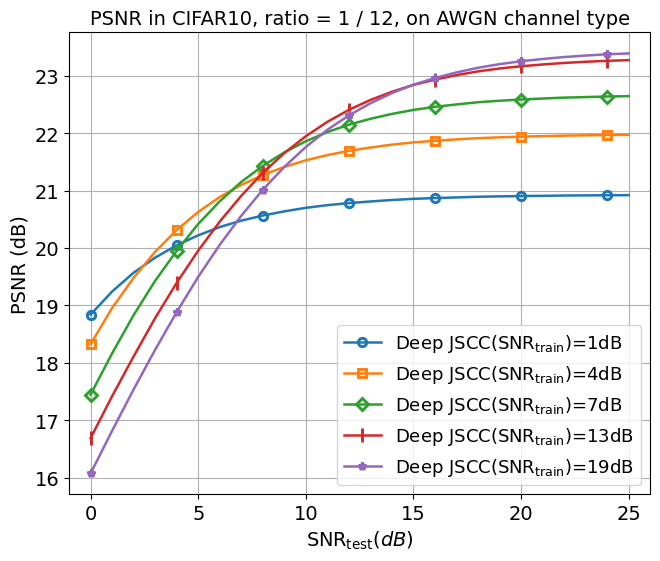 PSNR in CIFAR10, ratio = 1 / 12, on AWGN channel type
PSNR (dB)
23
22
21
20
19
18
17
16
Deep JSCC(SNR_train)=1dB
Deep JSCC(SNR_train)=4dB
Deep JSCC(SNR_train)=7dB
Deep JSCC(SNR_train)=13dB
Deep JSCC(SNR_train)=19dB
0 5 10 15 20 25
SNR_test(dB)